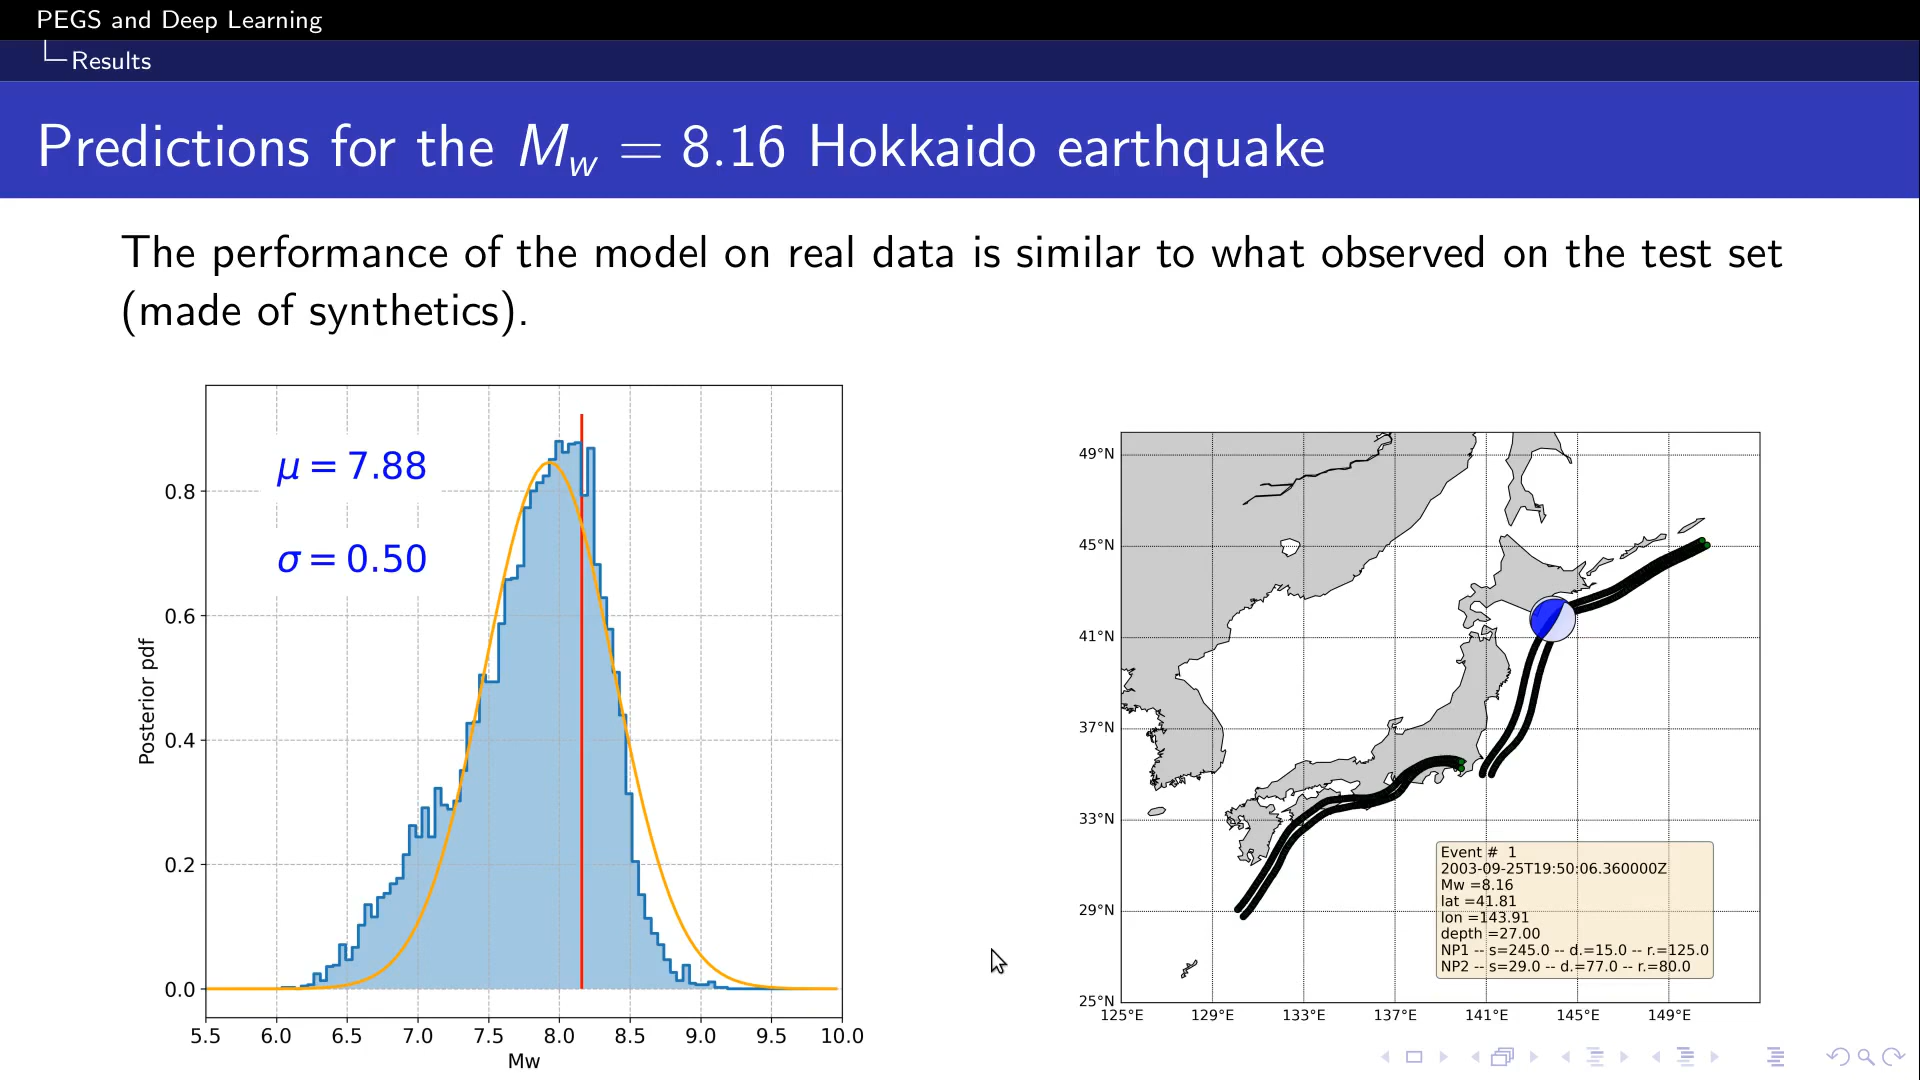 PEGS and Deep Learning
Results
Predictions for the Mw = 8.16 Hokkaido earthquake
The performance of the model on real data is similar to what observed on the test set
(made of synthetics).
μ = 7.88
σ = 0.50
Posterior pdf
0.8
0.6
0.4
0.2
0.0
5.5 6.0 6.5 7.0 7.5 8.0 8.5 9.0 9.5 10.0
Mw
49°N
45°N
41°N
37°N
33°N
29°N
25°N
125°E 129°E 133°E 137°E 141°E 145°E 149°E
Event # 1
2003-09-25T19:50:06.360000Z
Mw =8.16
lat =41.81
lon =143.91
depth =27.00
NP1 -- s=245.0 -- d.=15.0 -- r.=125.0
NP2 -- s=29.0 -- d.=77.0 -- r.=80.0